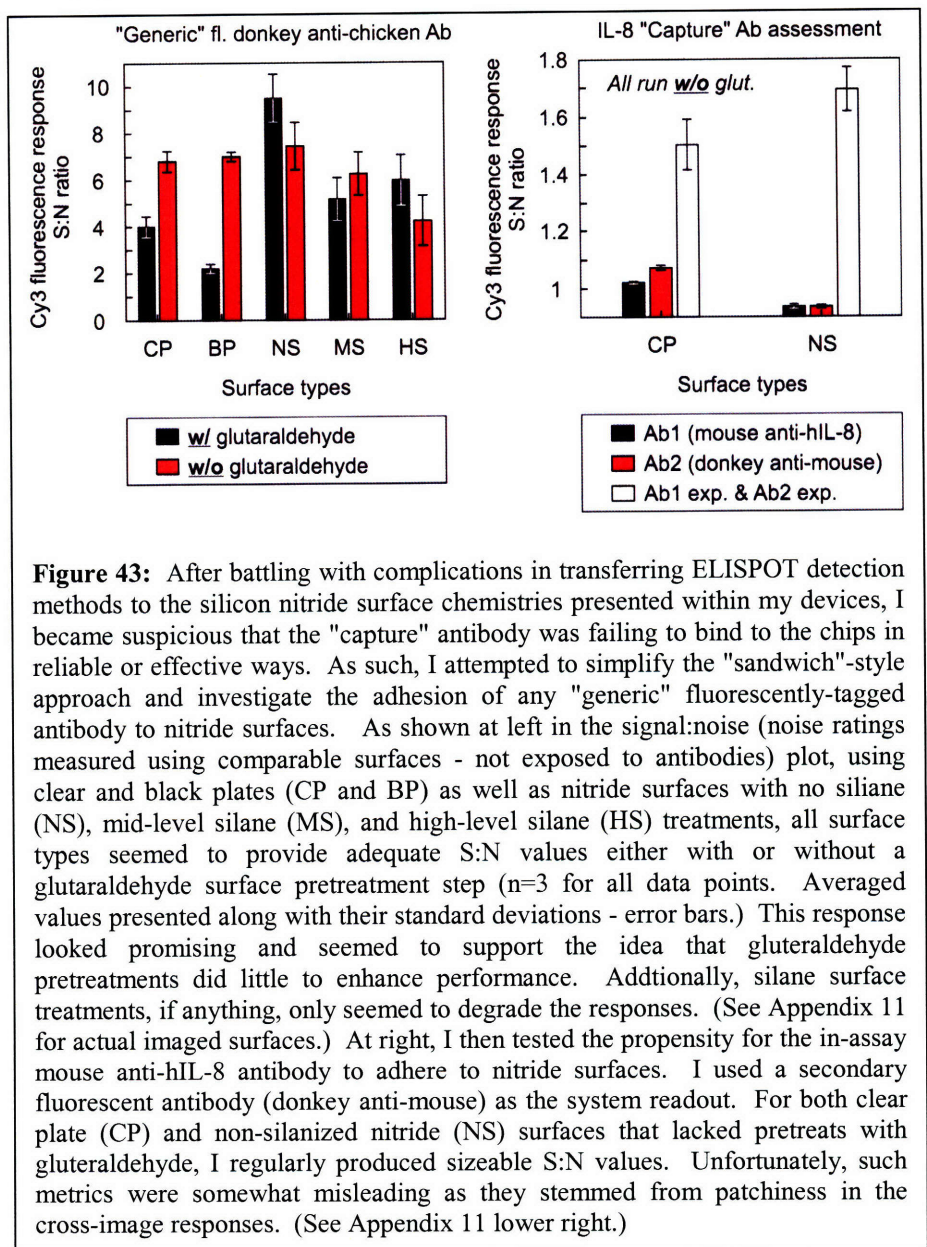 "Generic" fl. donkey anti-chicken Ab
Cy3 fluorescence response
S:N ratio
10
8
6
4
2
0
CP BP NS MS HS
Surface types
w/ glutaraldehyde
w/o glutaraldehyde
IL-8 "Capture" Ab assessment
All run w/o glut.
Cy3 fluorescence response
S:N ratio
1.8
1.6
1.4
1.2
1
CP NS
Surface types
Ab1 (mouse anti-hIL-8)
Ab2 (donkey anti-mouse)
Ab1 exp. & Ab2 exp.
Figure 43: After battling with complications in transferring ELISPOT detection
methods to the silicon nitride surface chemistries presented within my devices, I
became suspicious that the "capture" antibody was failing to bind to the chips in
reliable or effective ways. As such, I attempted to simplify the "sandwich"-style
approach and investigate the adhesion of any "generic" fluorescently-tagged
antibody to nitride surfaces. As shown at left in the signal:noise (noise ratings
measured using comparable surfaces - not exposed to antibodies) plot, using
clear and black plates (CP and BP) as well as nitride surfaces with no siliane
(NS), mid-level silane (MS), and high-level silane (HS) treatments, all surface
types seemed to provide adequate S:N values either with or without a
glutaraldehyde surface pretreatment step (n=3 for all data points. Averaged
values presented along with their standard deviations - error bars.) This response
looked promising and seemed to support the idea that gluteraldehyde
pretreatments did little to enhance performance. Addtionally, silane surface
treatments, if anything, only seemed to degrade the responses. (See Appendix 11
for actual imaged surfaces.) At right, I then tested the propensity for the in-assay
mouse anti-hIL-8 antibody to adhere to nitride surfaces. I used a secondary
fluorescent antibody (donkey anti-mouse) as the system readout. For both clear
plate (CP) and non-silanized nitride (NS) surfaces that lacked pretreats with
gluteraldehyde, I regularly produced sizeable S:N values. Unfortunately, such
metrics were somewhat misleading as they stemmed from patchiness in the
cross-image responses. (See Appendix 11 lower right.)